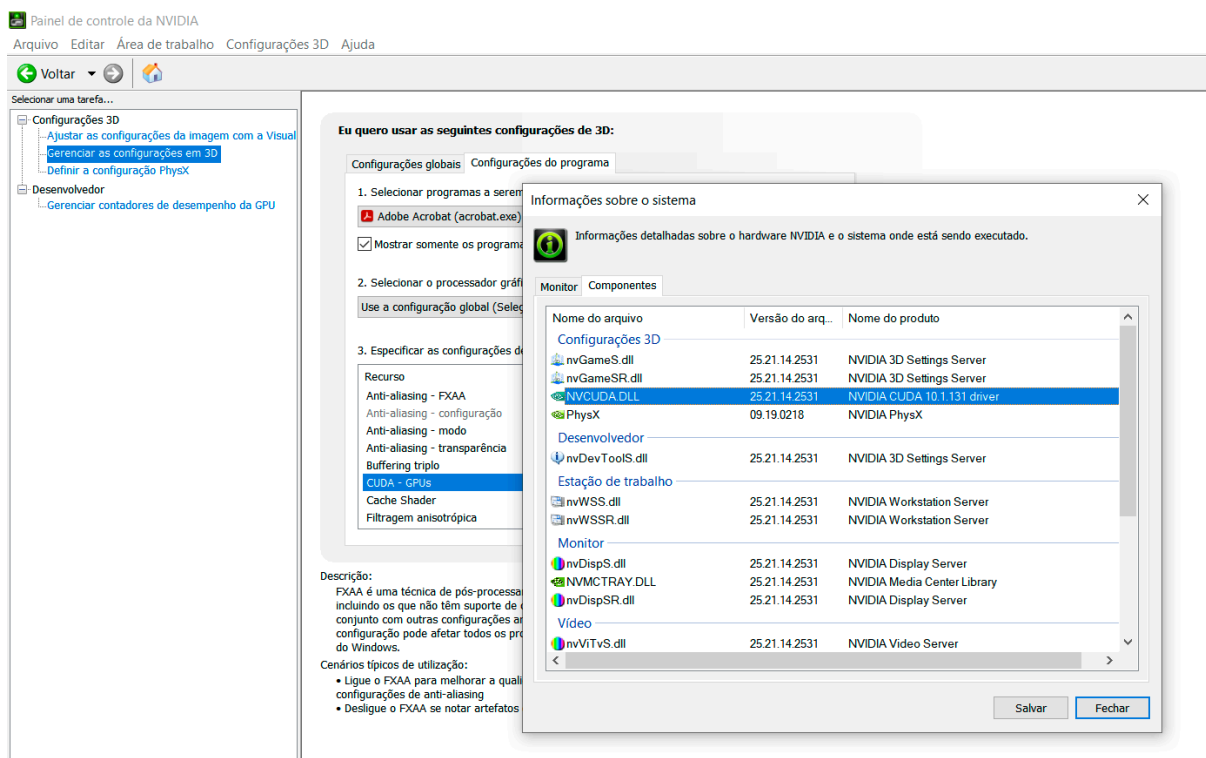 Painel de controle da NVIDIA
Arquivo Editar Área de trabalho Configurações 3D Ajuda
Voltar
Selecionar uma tarefa...
Configurações 3D
Ajustar as configurações da imagem com a Visual
Gerenciar as configurações em 3D
Definir a configuração PhysX
Desenvolvedor
Gerenciar contadores de desempenho da GPU
Eu quero usar as seguintes configurações de 3D:
Configurações globais Configurações do programa
1. Selecionar programas a serem
Adobe Acrobat (acrobat.exe)
Mostrar somente os programa
2. Selecionar o processador gráfi
Use a configuração global (Seleç
3. Especificar as configurações de
Recurso
Anti-aliasing - FXAA
Anti-aliasing - configuração
Anti-aliasing - modo
Anti-aliasing - transparência
Buffering triplo
CUDA - GPUs
Cache Shader
Filtragem anisotrópica
Descrição:
FXAA é uma técnica de pós-processa
incluindo os que não têm suporte de
conjunto com outras configurações an
configuração pode afetar todos os pro
do Windows.
Cenários típicos de utilização:
• Ligue o FXAA para melhorar a quali
configurações de anti-aliasing
• Desligue o FXAA se notar artefatos
Informações sobre o sistema
Informações detalhadas sobre o hardware NVIDIA e o sistema onde está sendo executado.
Monitor Componentes
Nome do arquivo Versão do arq... Nome do produto
Configurações 3D
nvGameS.dll 25.21.14.2531 NVIDIA 3D Settings Server
nvGameSR.dll 25.21.14.2531 NVIDIA 3D Settings Server
NVCUDA.DLL 25.21.14.2531 NVIDIA CUDA 10.1.131 driver
PhysX 09.19.0218 NVIDIA PhysX
Desenvolvedor
nvDevToolS.dll 25.21.14.2531 NVIDIA 3D Settings Server
Estação de trabalho
nvWSS.dll 25.21.14.2531 NVIDIA Workstation Server
nvWSSR.dll 25.21.14.2531 NVIDIA Workstation Server
Monitor
nvDispS.dll 25.21.14.2531 NVIDIA Display Server
NVMCTRAY.DLL 25.21.14.2531 NVIDIA Media Center Library
nvDispSR.dll 25.21.14.2531 NVIDIA Display Server
Vídeo
nvViTvS.dll 25.21.14.2531 NVIDIA Video Server
Salvar Fechar